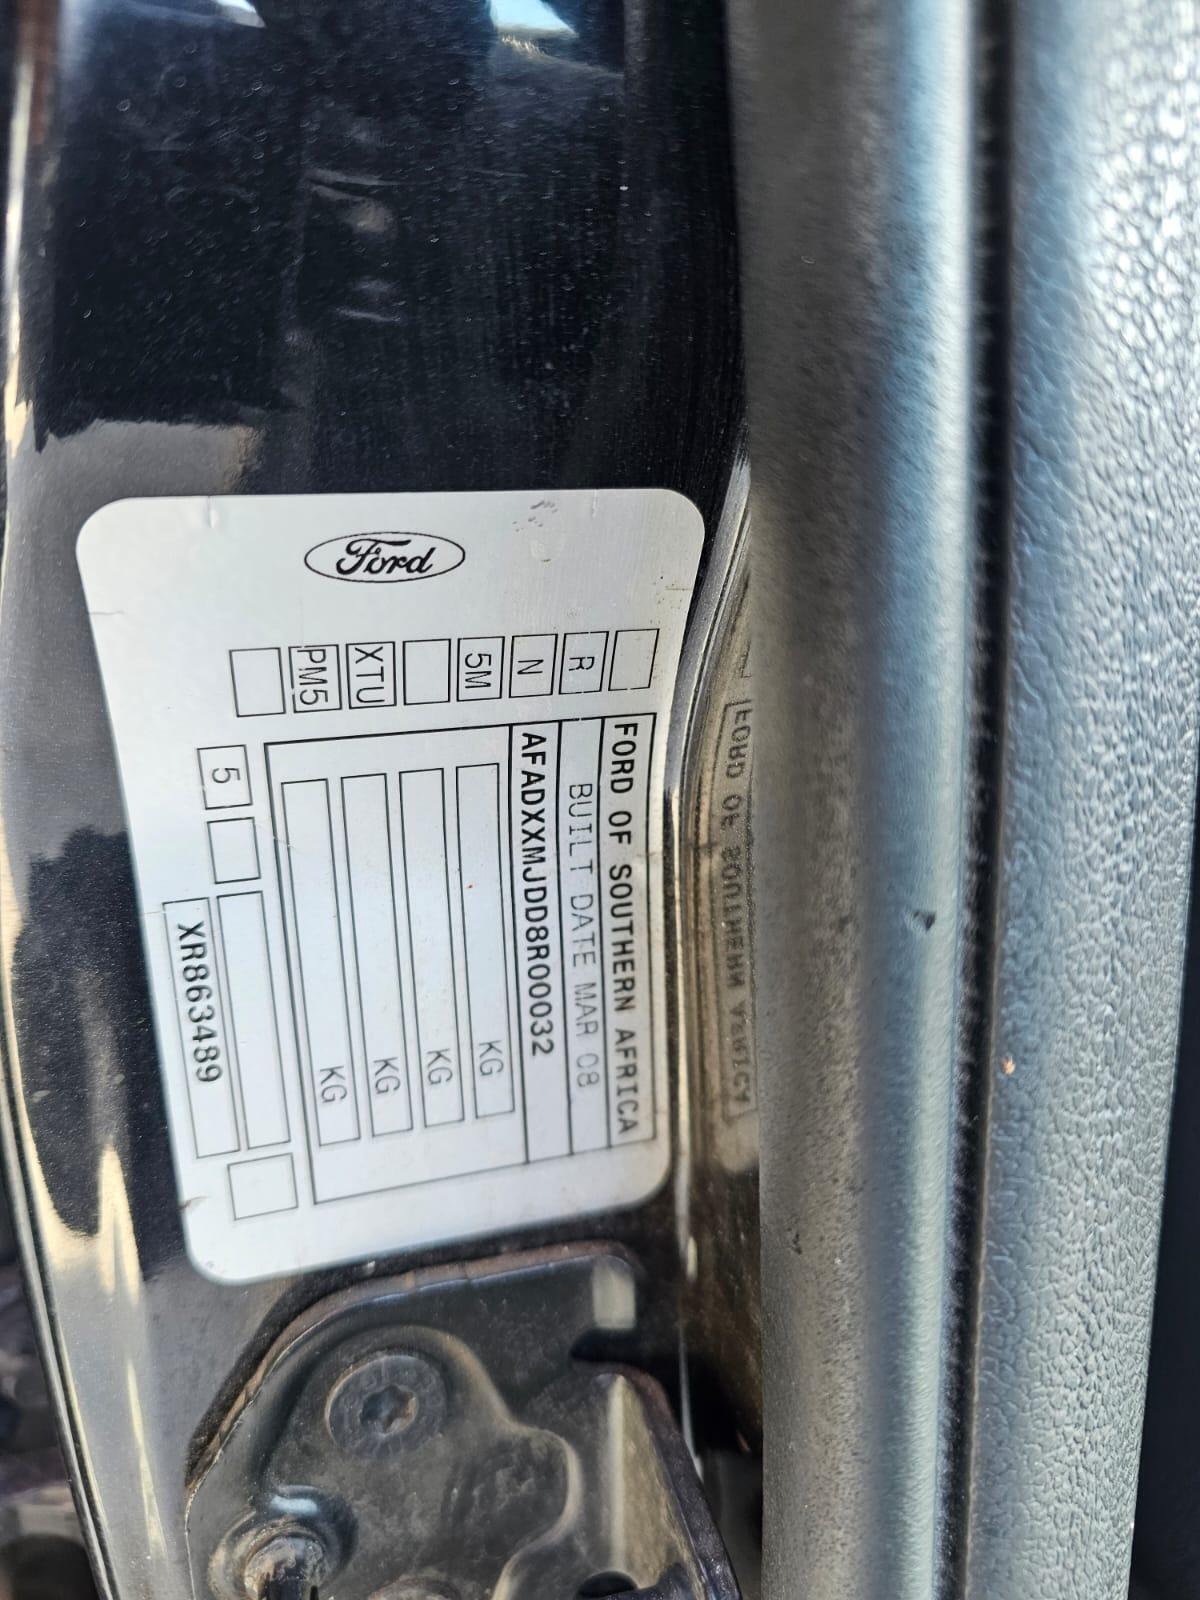 Ford
R
N
5M
XTU
PM5
FORD OF SOUTHERN AFRICA
BUILT DATE MAR 08
AFADXXMJDD8R00032
KG
KG
KG
KG
5
XR863489